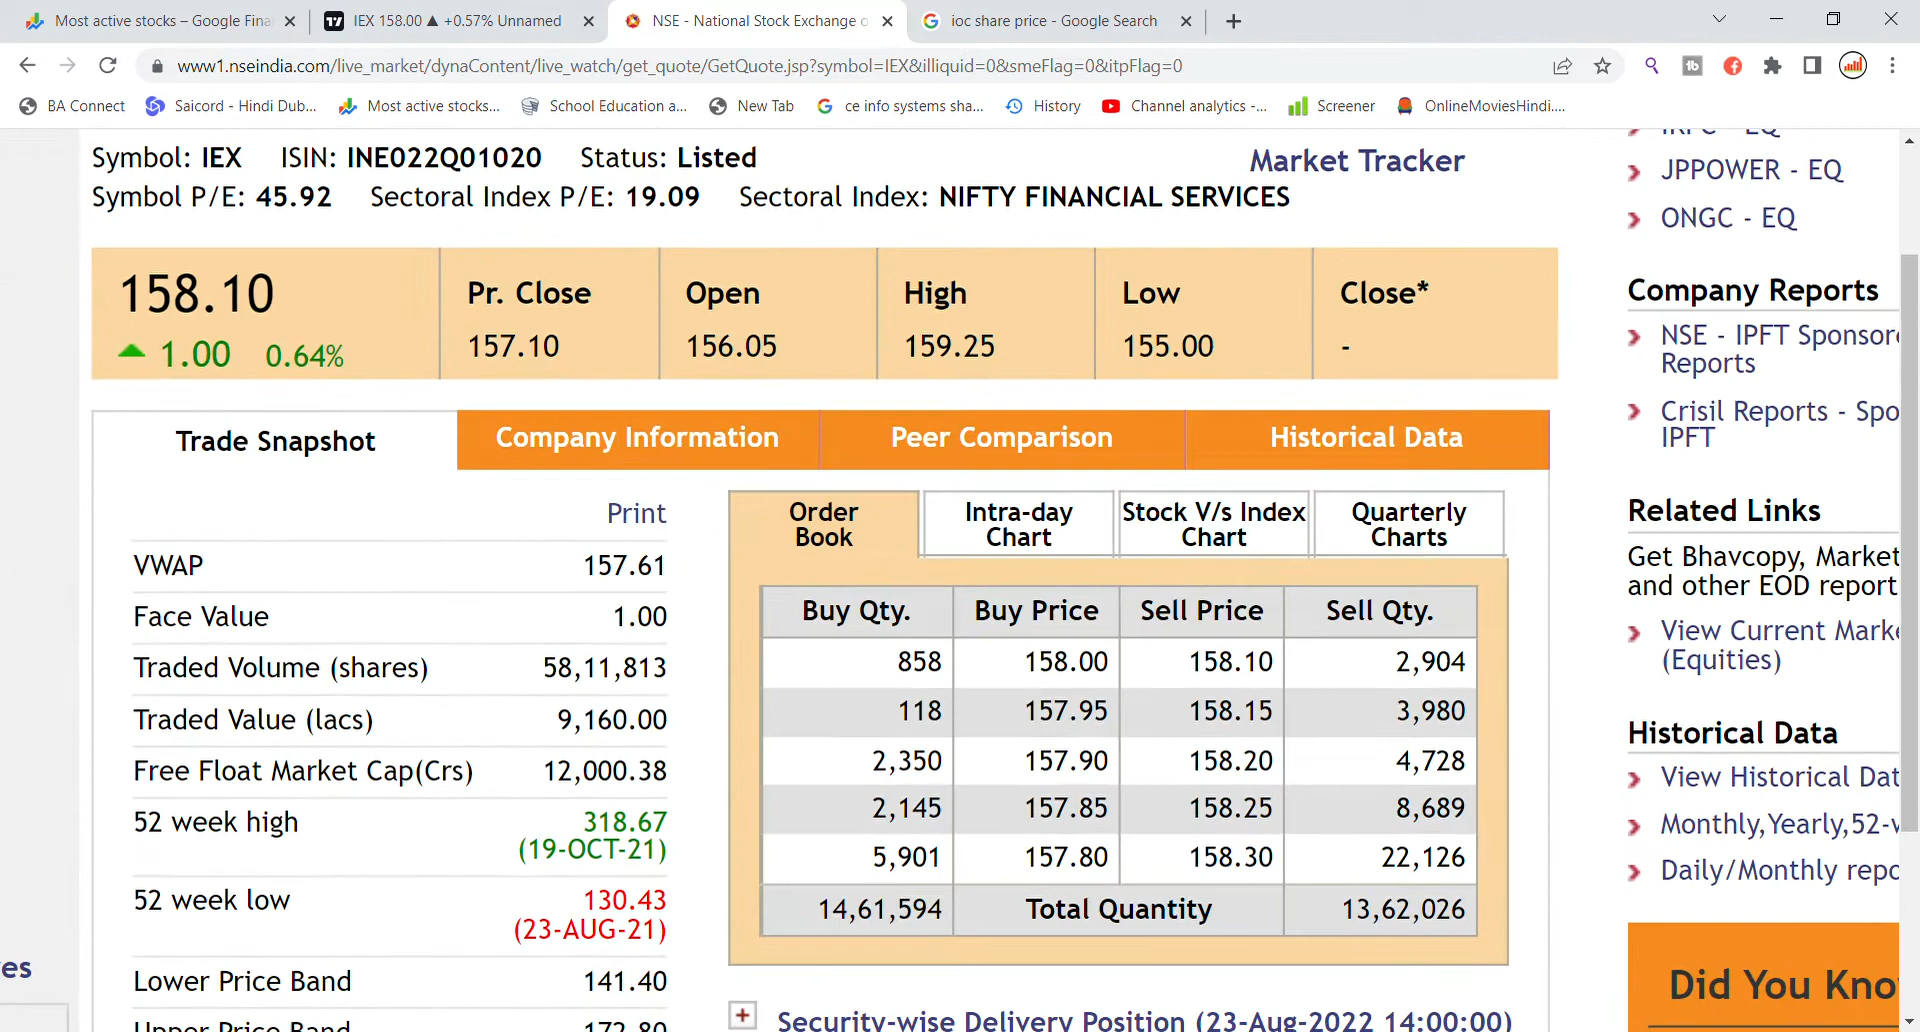 Most active stocks – Google Fina
IEX 158.00 ▲ +0.57% Unnamed
NSE - National Stock Exchange o
ioc share price - Google Search
www1.nseindia.com/live_market/dynaContent/live_watch/get_quote/GetQuote.jsp?symbol=IEX&illiquid=0&smeFlag=0&itpFlag=0
BA Connect
Saicord - Hindi Dub...
Most active stocks...
School Education a...
New Tab
ce info systems sha...
History
Channel analytics -...
Screener
OnlineMoviesHindi....
Symbol: IEX ISIN: INE022Q01020 Status: Listed
Market Tracker
Symbol P/E: 45.92 Sectoral Index P/E: 19.09 Sectoral Index: NIFTY FINANCIAL SERVICES
158.10
1.00 0.64%
Pr. Close
157.10
Open
156.05
High
159.25
Low
155.00
Close*
-
Trade Snapshot
Company Information
Peer Comparison
Historical Data
Print
VWAP 157.61
Face Value 1.00
Traded Volume (shares) 58,11,813
Traded Value (lacs) 9,160.00
Free Float Market Cap(Crs) 12,000.38
52 week high 318.67
(19-OCT-21)
52 week low 130.43
(23-AUG-21)
Lower Price Band 141.40
Upper Price Band 172.80
Order
Book
Intra-day
Chart
Stock V/s Index
Chart
Quarterly
Charts
Buy Qty. Buy Price Sell Price Sell Qty.
858 158.00 158.10 2,904
118 157.95 158.15 3,980
2,350 157.90 158.20 4,728
2,145 157.85 158.25 8,689
5,901 157.80 158.30 22,126
14,61,594 Total Quantity 13,62,026
Security-wise Delivery Position (23-Aug-2022 14:00:00)
IRFC - EQ
JPPOWER - EQ
ONGC - EQ
Company Reports
NSE - IPFT Sponsore
Reports
Crisil Reports - Spo
IPFT
Related Links
Get Bhavcopy, Market
and other EOD report
View Current Marke
(Equities)
Historical Data
View Historical Dat
Monthly,Yearly,52-w
Daily/Monthly repo
Did You Kno
es